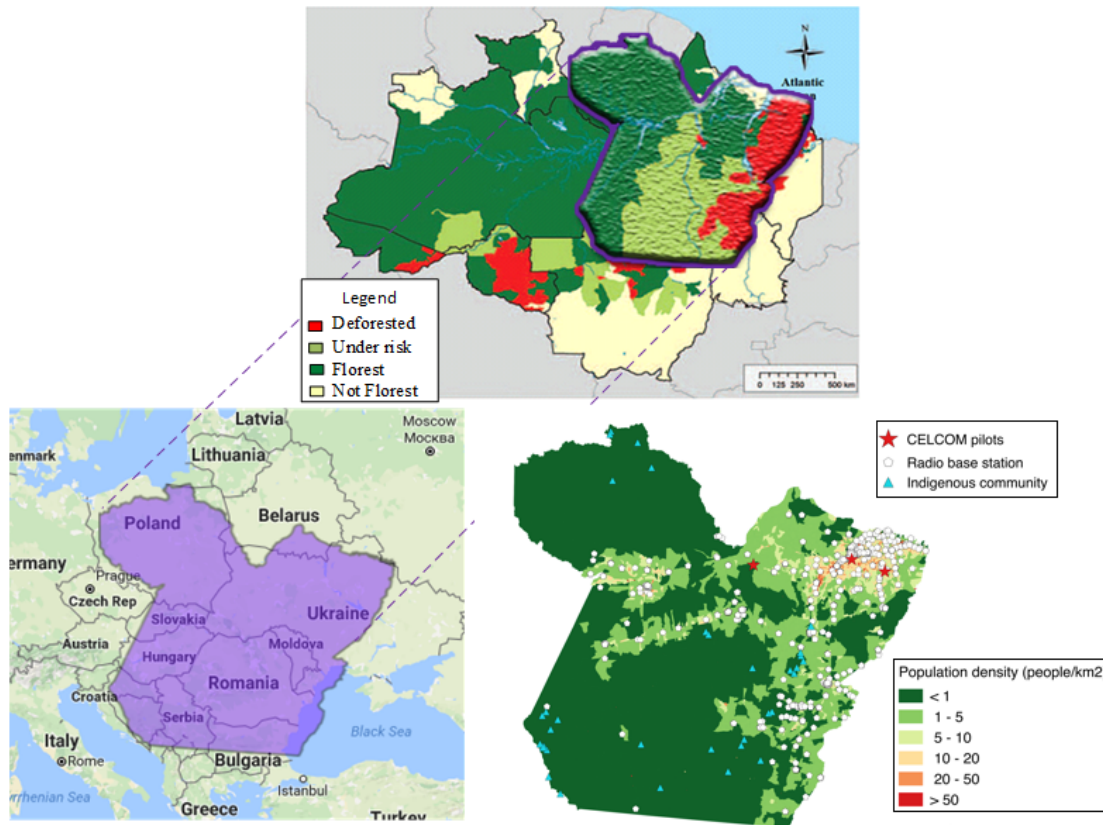 N
Atlantic
Legend
Deforested
Under risk
Florest
Not Florest
0 125 250 500 km
Latvia
Moscow
Москва
Lithuania
enmark
Belarus
Poland
ermany
Prague
Czech Rep
Ukraine
Slovakia
Austria
Moldova
Hungary
Romania
Croatia
Serbia
Italy
Rome
Black Sea
Bulgaria
Istanbul
yrrhenian Sea
Greece
Turkey
CELCOM pilots
Radio base station
Indigenous community
Population density (people/km2
< 1
1 - 5
5 - 10
10 - 20
20 - 50
> 50